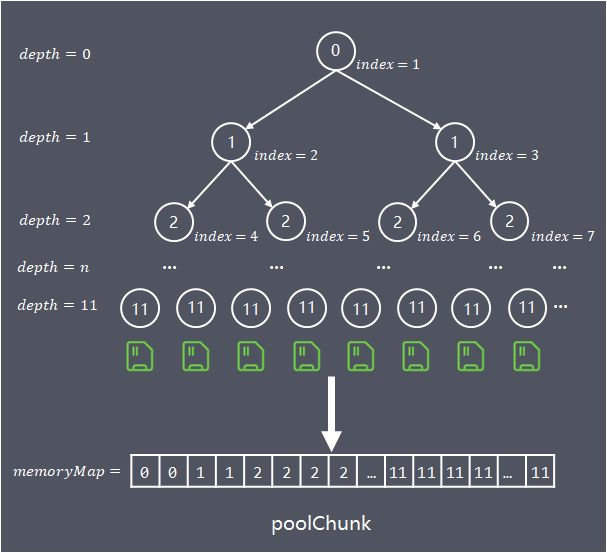 depth = 0
0
index = 1
depth = 1
1
index = 2
1
index = 3
depth = 2
2
index = 4
2
index = 5
2
index = 6
2
index = 7
depth = n
... ... ... ... ...
depth = 11
11 11 11 11 11 11 11 11 ...
memoryMap = 0 0 1 1 2 2 2 2 ... 11 11 11 11 ... 11
poolChunk